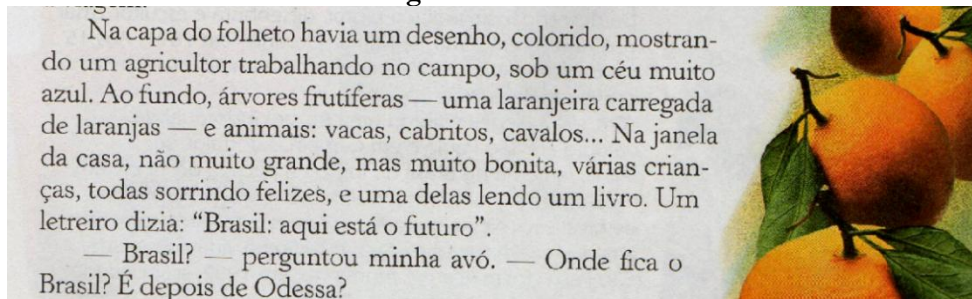 Na capa do folheto havia um desenho, colorido, mostran-
do um agricultor trabalhando no campo, sob um céu muito
azul. Ao fundo, árvores frutíferas — uma laranjeira carregada
de laranjas — e animais: vacas, cabritos, cavalos... Na janela
da casa, não muito grande, mas muito bonita, várias crian-
ças, todas sorrindo felizes, e uma delas lendo um livro. Um
letreiro dizia: “Brasil: aqui está o futuro”.
— Brasil? — perguntou minha avó. — Onde fica o
Brasil? É depois de Odessa?